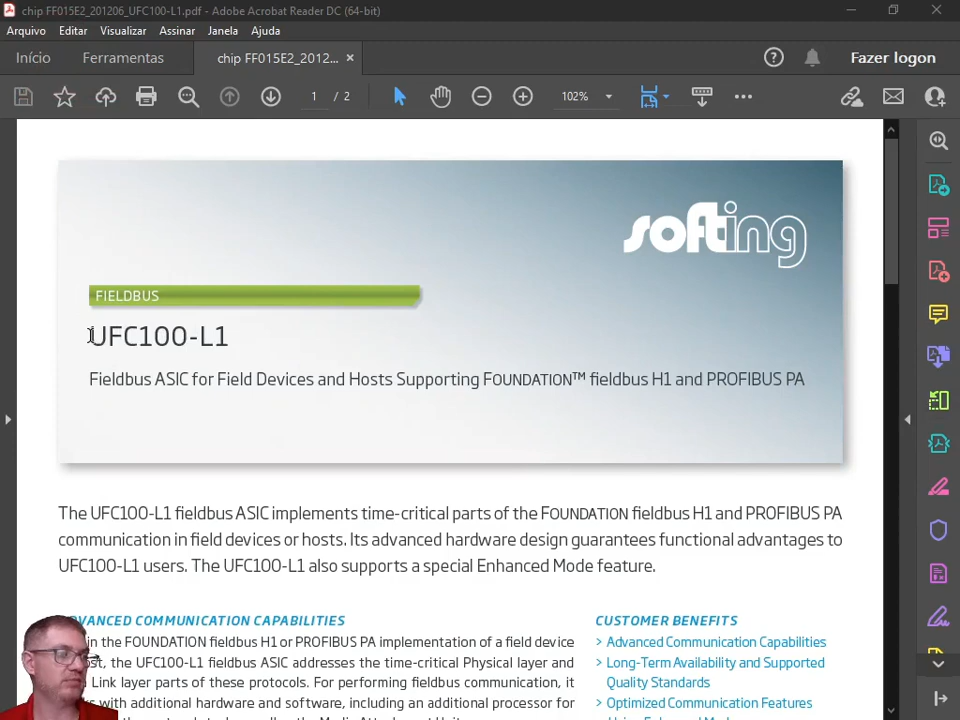 chip FF015E2_201206_UFC100-L1.pdf - Adobe Acrobat Reader DC (64-bit)
Arquivo Editar Visualizar Assinar Janela Ajuda
Início Ferramentas chip FF015E2_2012... × Fazer logon
1 / 2 102%
softing
FIELDBUS
UFC100-L1
Fieldbus ASIC for Field Devices and Hosts Supporting FOUNDATION™ fieldbus H1 and PROFIBUS PA
The UFC100-L1 fieldbus ASIC implements time-critical parts of the FOUNDATION fieldbus H1 and PROFIBUS PA
communication in field devices or hosts. Its advanced hardware design guarantees functional advantages to
UFC100-L1 users. The UFC100-L1 also supports a special Enhanced Mode feature.
COMMUNICATION CAPABILITIES
in the FOUNDATION fieldbus H1 or PROFIBUS PA implementation of a field device
the UFC100-L1 fieldbus ASIC addresses the time-critical Physical layer and
Link layer parts of these protocols. For performing fieldbus communication, it
with additional hardware and software, including an additional processor for
CUSTOMER BENEFITS
> Advanced Communication Capabilities
> Long-Term Availability and Supported
Quality Standards
> Optimized Communication Features